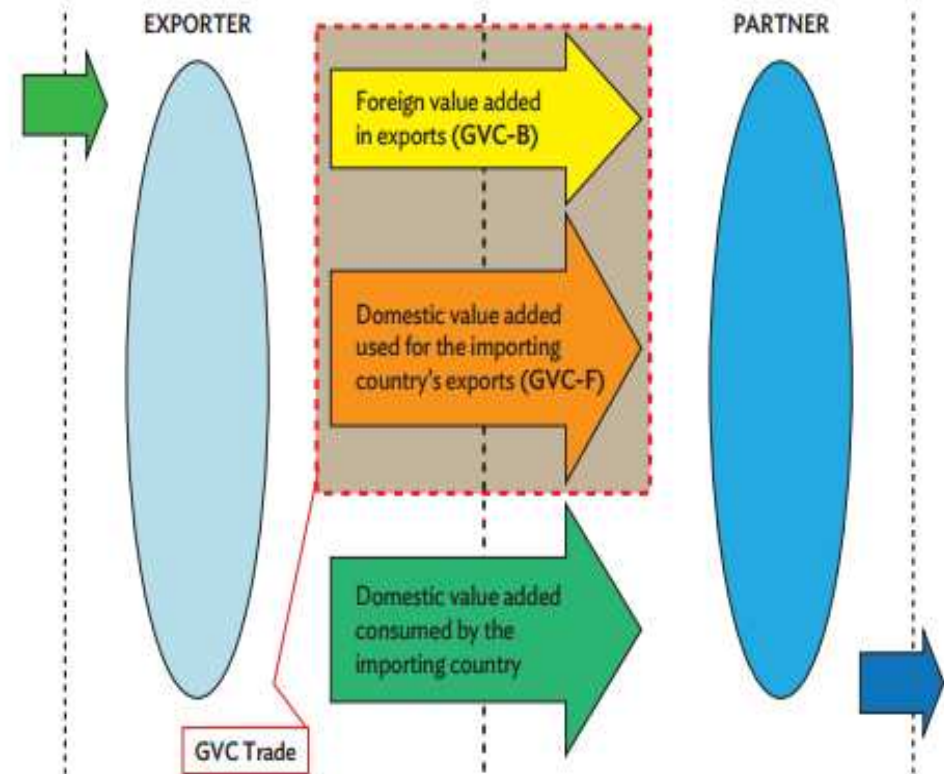 EXPORTER
PARTNER
Foreign value added
in exports (GVC-B)
Domestic value added
used for the importing
country's exports (GVC-F)
Domestic value added
consumed by the
importing country
GVC Trade